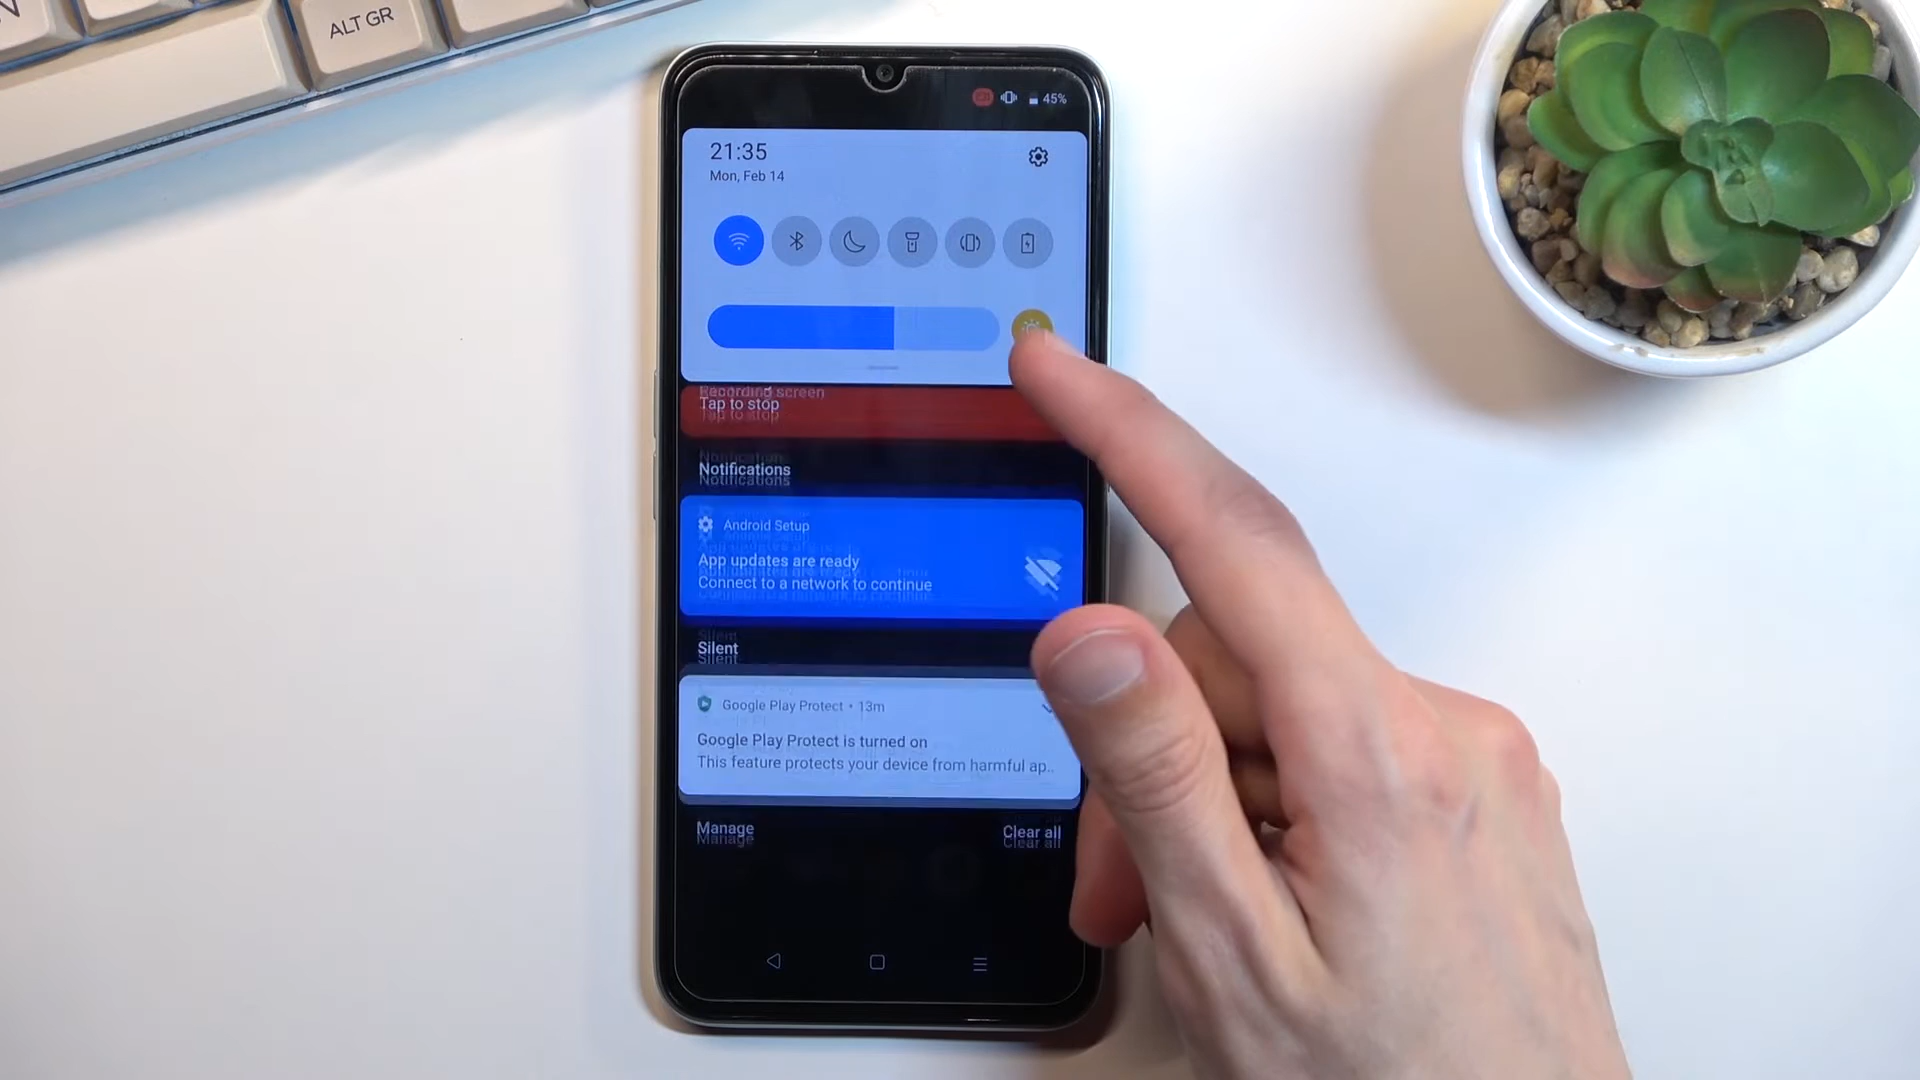 N
ALT GR
45%
21:35
Mon, Feb 14
Recording screen
Tap to stop
Notifications
Android Setup
App updates are ready
Connect to a network to continue
Silent
Google Play Protect • 13m
Google Play Protect is turned on
This feature protects your device from harmful ap..
Manage
Clear all